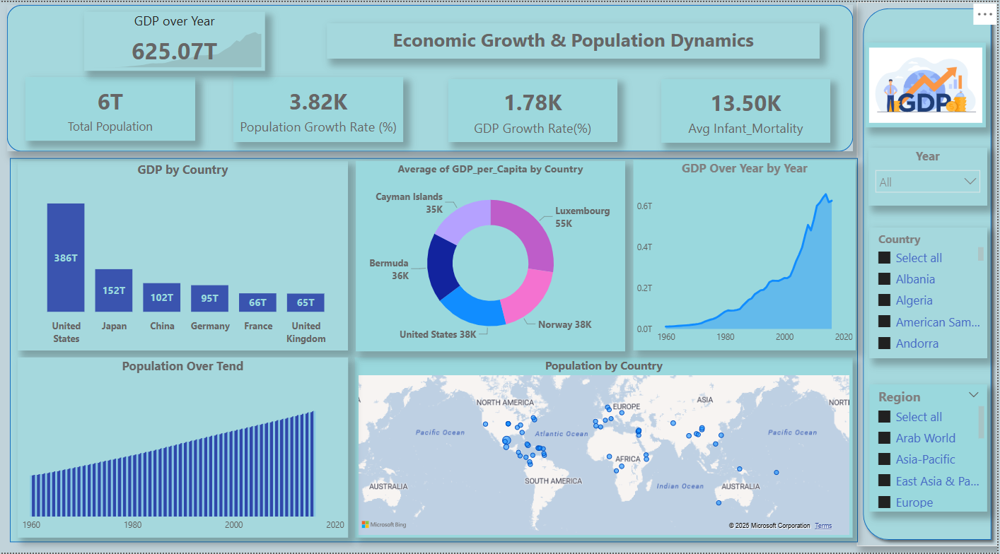 GDP over Year
625.07T
Economic Growth & Population Dynamics
6T
Total Population
3.82K
Population Growth Rate (%)
1.78K
GDP Growth Rate(%)
13.50K
Avg Infant_Mortality
GDP
GDP by Country
386T
152T
102T
95T
66T
65T
United States
Japan
China
Germany
France
United Kingdom
Average of GDP_per_Capita by Country
Cayman Islands
35K
Luxembourg
55K
Bermuda
36K
United States 38K
Norway 38K
GDP Over Year by Year
0.6T
0.4T
0.2T
0.0T
1960
1980
2000
2020
Population Over Tend
1960
1980
2000
2020
Population by Country
NORTH AMERICA
EUROPE
ASIA
NORTH
Pacific Ocean
Atlantic Ocean
Pacific Ocean
AFRICA
SOUTH AMERICA
AUSTRALIA
Indian Ocean
AUSTRALIA
Microsoft Bing
© 2025 Microsoft Corporation Terms
Year
All
Country
Select all
Albania
Algeria
American Sam...
Andorra
Region
Select all
Arab World
Asia-Pacific
East Asia & Pa...
Europe